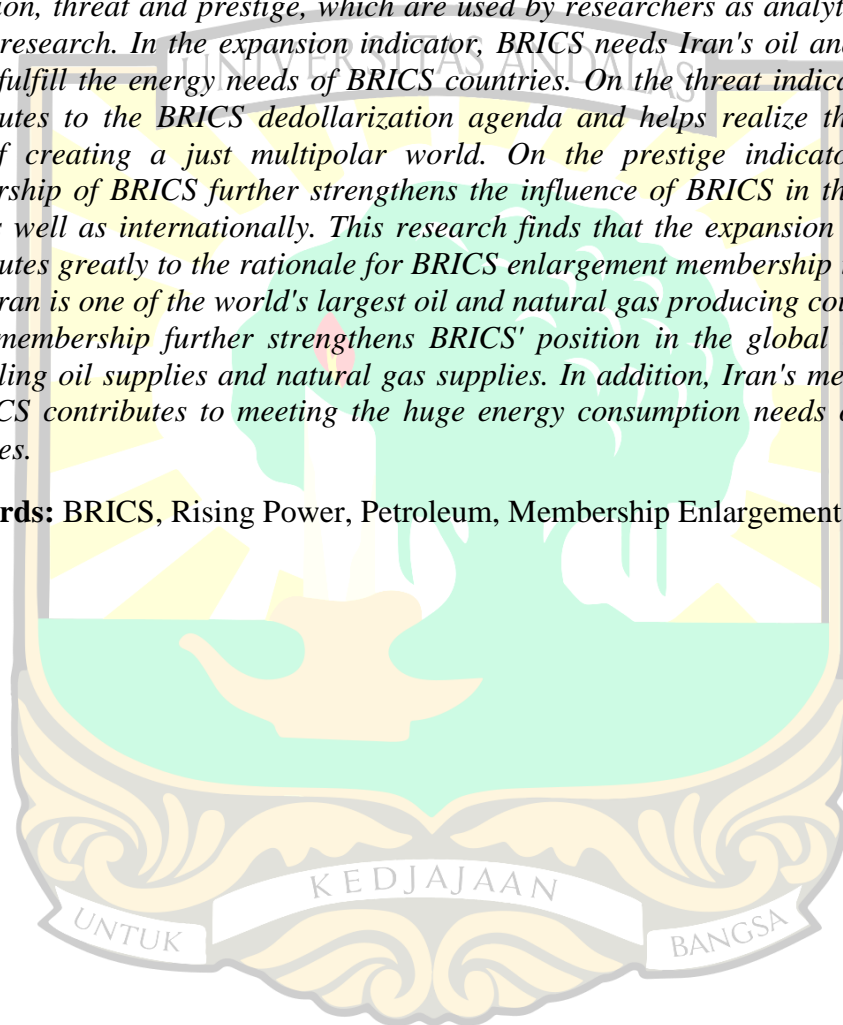 ion, threat and prestige, which are used by researchers as analyt
research. In the expansion indicator, BRICS needs Iran's oil an
fulfill the energy needs of BRICS countries. On the threat indica
utes to the BRICS dedollarization agenda and helps realize th
f creating a just multipolar world. On the prestige indicato
rship of BRICS further strengthens the influence of BRICS in th
well as internationally. This research finds that the expansion
utes greatly to the rationale for BRICS enlargement membership
ran is one of the world's largest oil and natural gas producing cou
membership further strengthens BRICS' position in the global
ling oil supplies and natural gas supplies. In addition, Iran's me
CS contributes to meeting the huge energy consumption needs
es.
rds: BRICS, Rising Power, Petroleum, Membership Enlargement
UNIVERSITAS ANDALAS
KEDJAJAAN
UNTUK
BANGSA